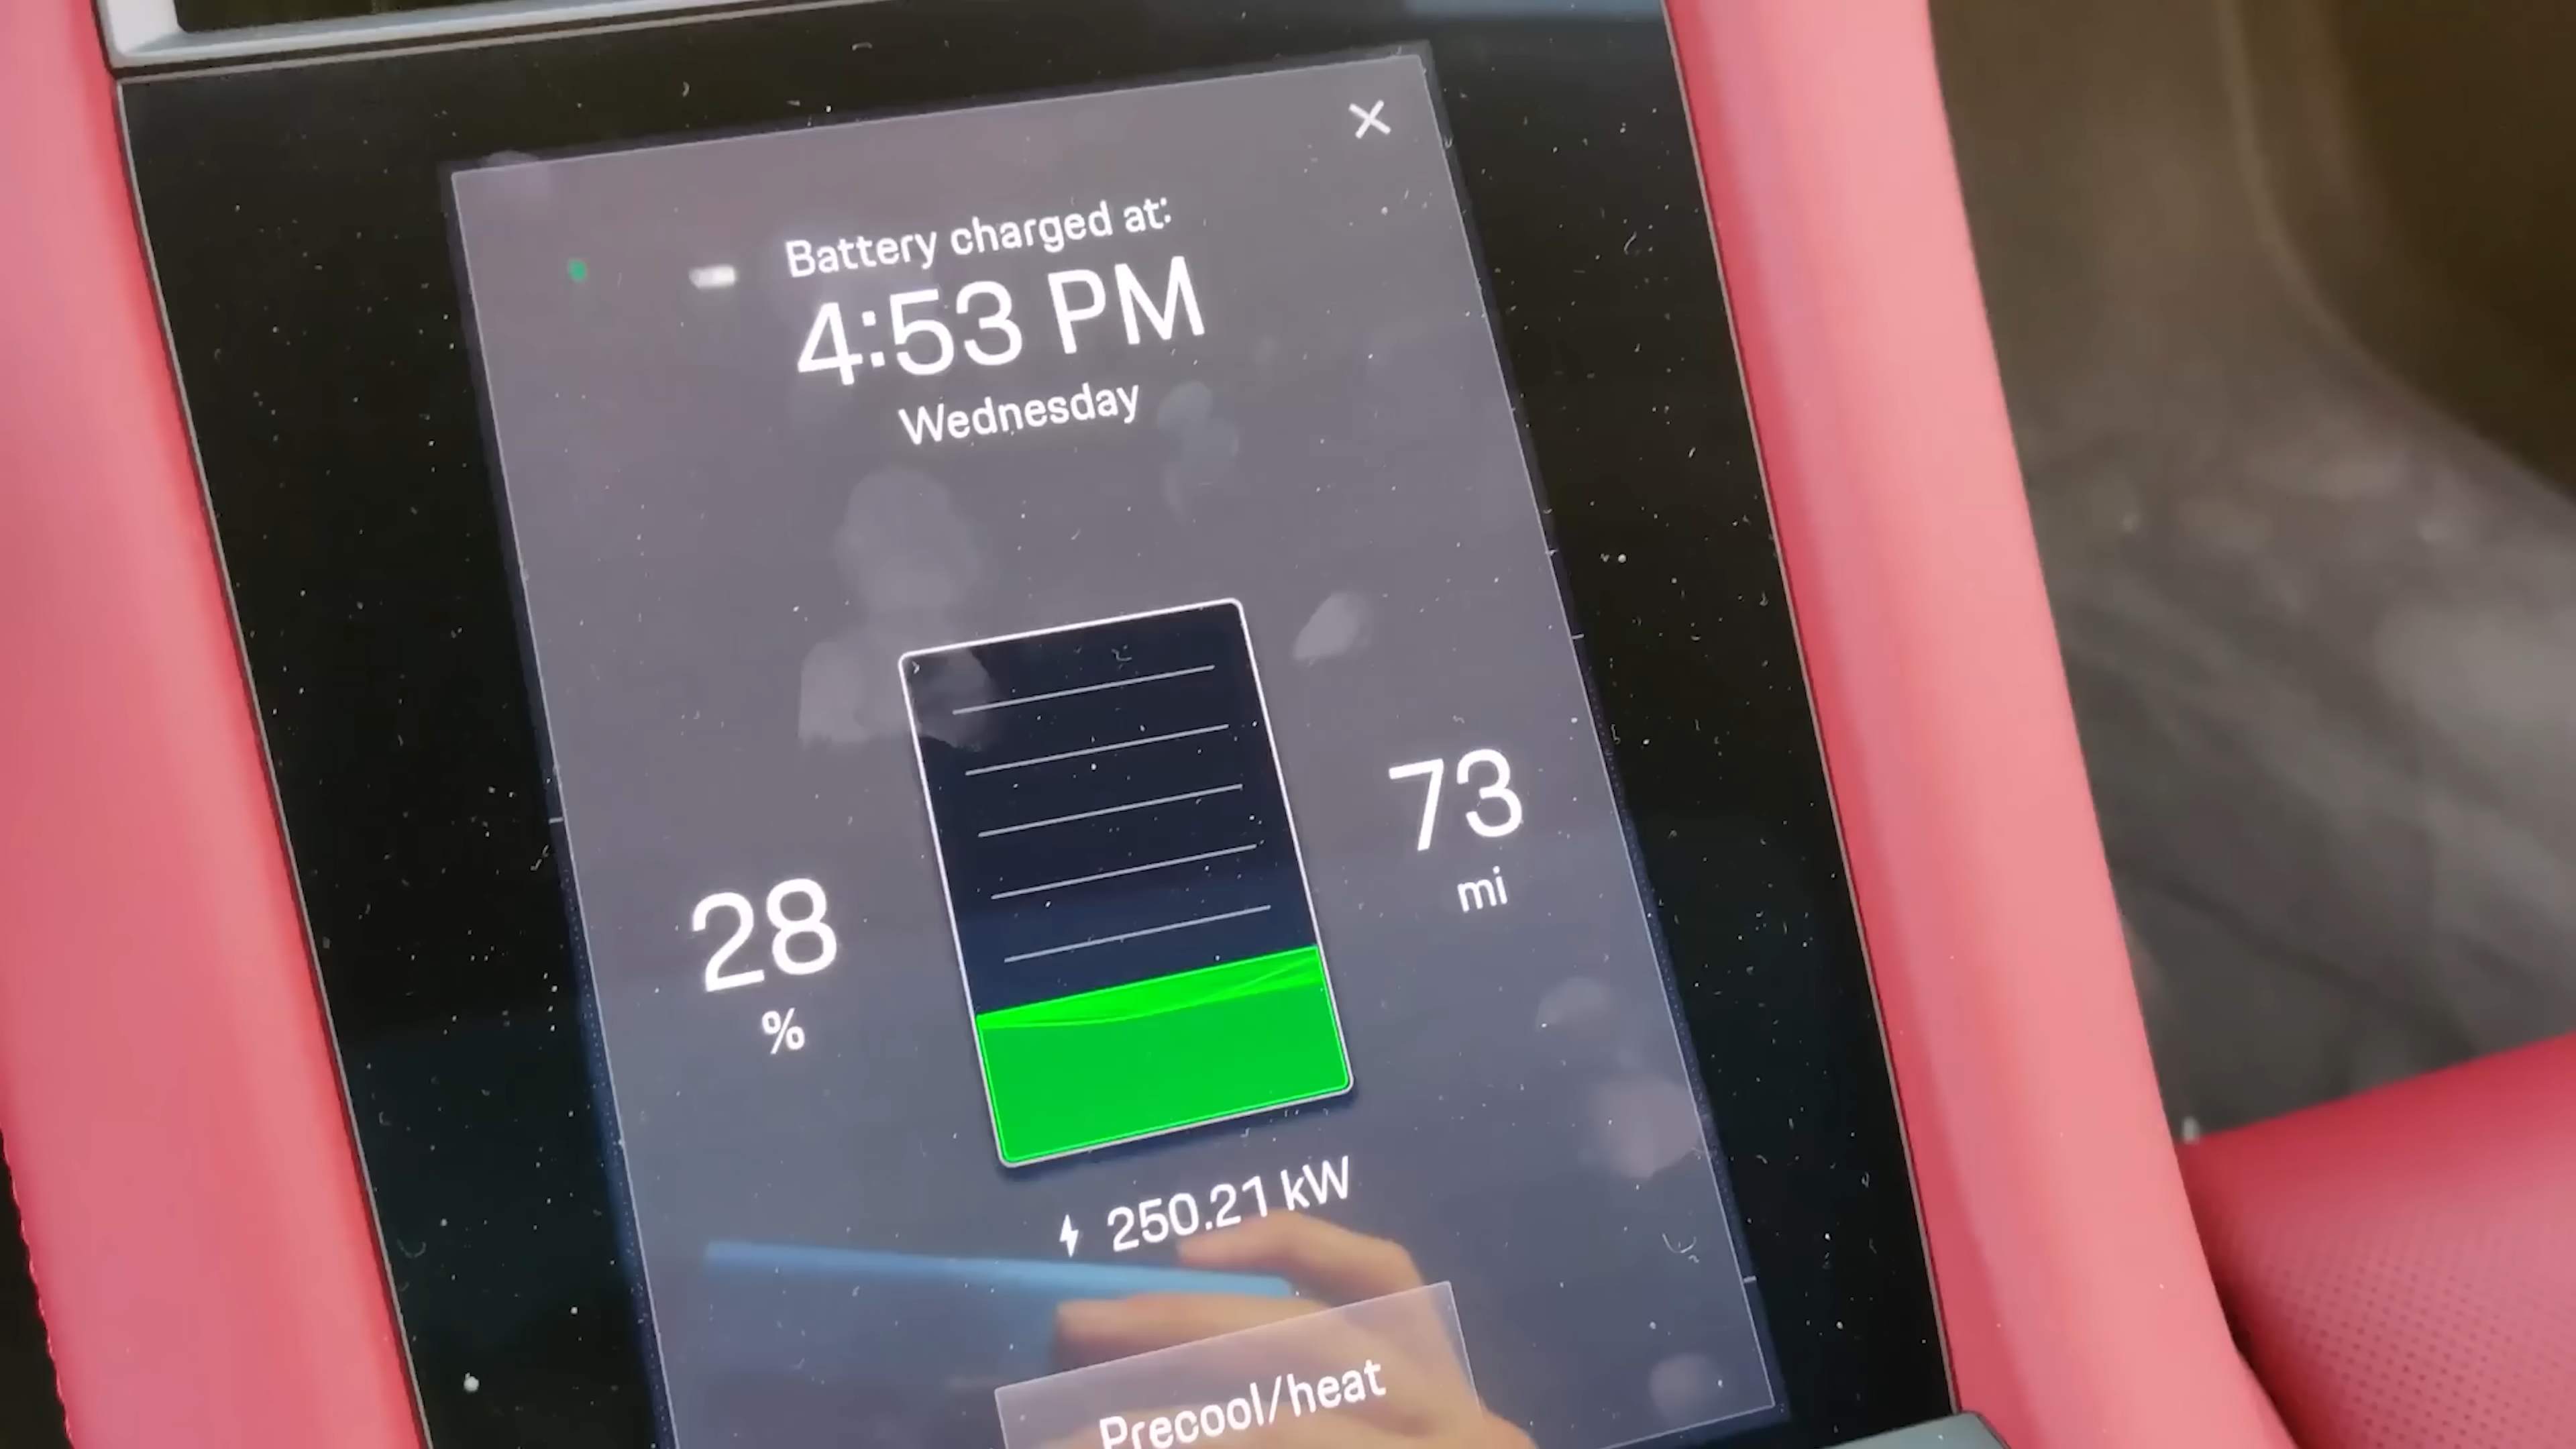 Battery charged at:
4:53 PM
Wednesday
28
%
73
mi
250.21 kW
Precool/heat